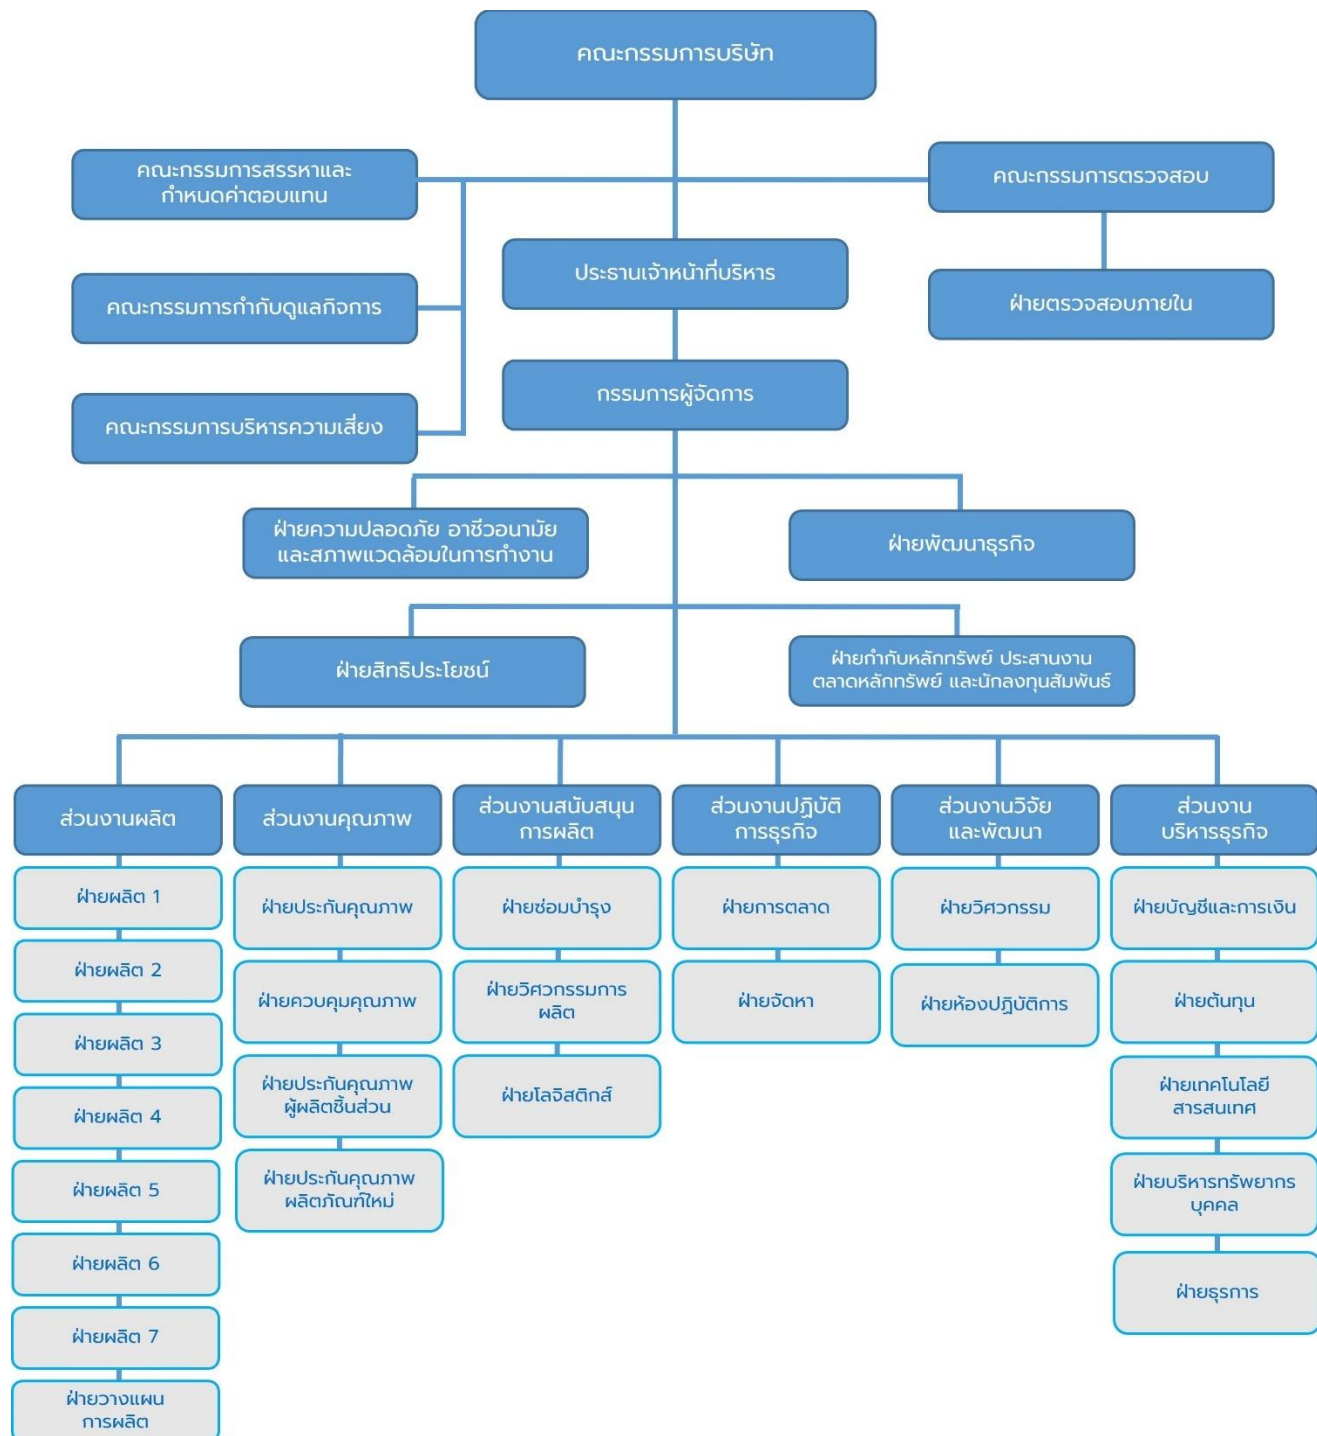 คณะกรรมการบริษัท
คณะกรรมการสรรหาและ
กำหนดค่าตอบแทน
คณะกรรมการตรวจสอบ
ประธานเจ้าหน้าที่บริหาร
คณะกรรมการกำกับดูแลกิจการ
ฝ่ายตรวจสอบภายใน
กรรมการผู้จัดการ
คณะกรรมการบริหารความเสี่ยง
ฝ่ายความปลอดภัย อาชีวอนามัย
และสภาพแวดล้อมในการทำงาน
ฝ่ายพัฒนาธุรกิจ
ฝ่ายสิทธิประโยชน์
ฝ่ายกำกับหลักทรัพย์ ประสานงาน
ตลาดหลักทรัพย์ และนักลงทุนสัมพันธ์
ส่วนงานผลิต
ฝ่ายผลิต 1
ฝ่ายผลิต 2
ฝ่ายผลิต 3
ฝ่ายผลิต 4
ฝ่ายผลิต 5
ฝ่ายผลิต 6
ฝ่ายผลิต 7
ฝ่ายวางแผน
การผลิต
ส่วนงานคุณภาพ
ฝ่ายประกันคุณภาพ
ฝ่ายควบคุมคุณภาพ
ฝ่ายประกันคุณภาพ
ผู้ผลิตชิ้นส่วน
ฝ่ายประกันคุณภาพ
ผลิตภัณฑ์ใหม่
ส่วนงานสนับสนุน
การผลิต
ฝ่ายซ่อมบำรุง
ฝ่ายวิศวกรรมการ
ผลิต
ฝ่ายโลจิสติกส์
ส่วนงานปฏิบัติ
การธุรกิจ
ฝ่ายการตลาด
ฝ่ายจัดหา
ส่วนงานวิจัย
และพัฒนา
ฝ่ายวิศวกรรม
ฝ่ายห้องปฏิบัติการ
ส่วนงาน
บริหารธุรกิจ
ฝ่ายบัญชีและการเงิน
ฝ่ายต้นทุน
ฝ่ายเทคโนโลยี
สารสนเทศ
ฝ่ายบริหารทรัพยากร
บุคคล
ฝ่ายธุรการ